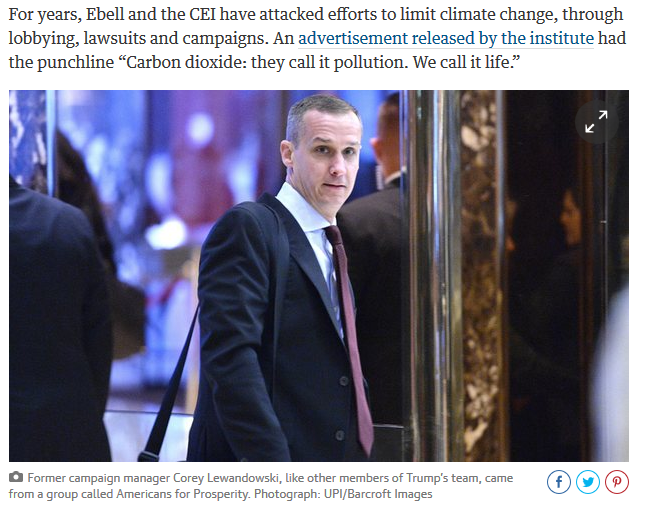 For years, Ebell and the CEI have attacked efforts to limit climate change, through
lobbying, lawsuits and campaigns. An advertisement released by the institute had
the punchline “Carbon dioxide: they call it pollution. We call it life.”
Former campaign manager Corey Lewandowski, like other members of Trump's team, came
from a group called Americans for Prosperity. Photograph: UPI/Barcroft Images